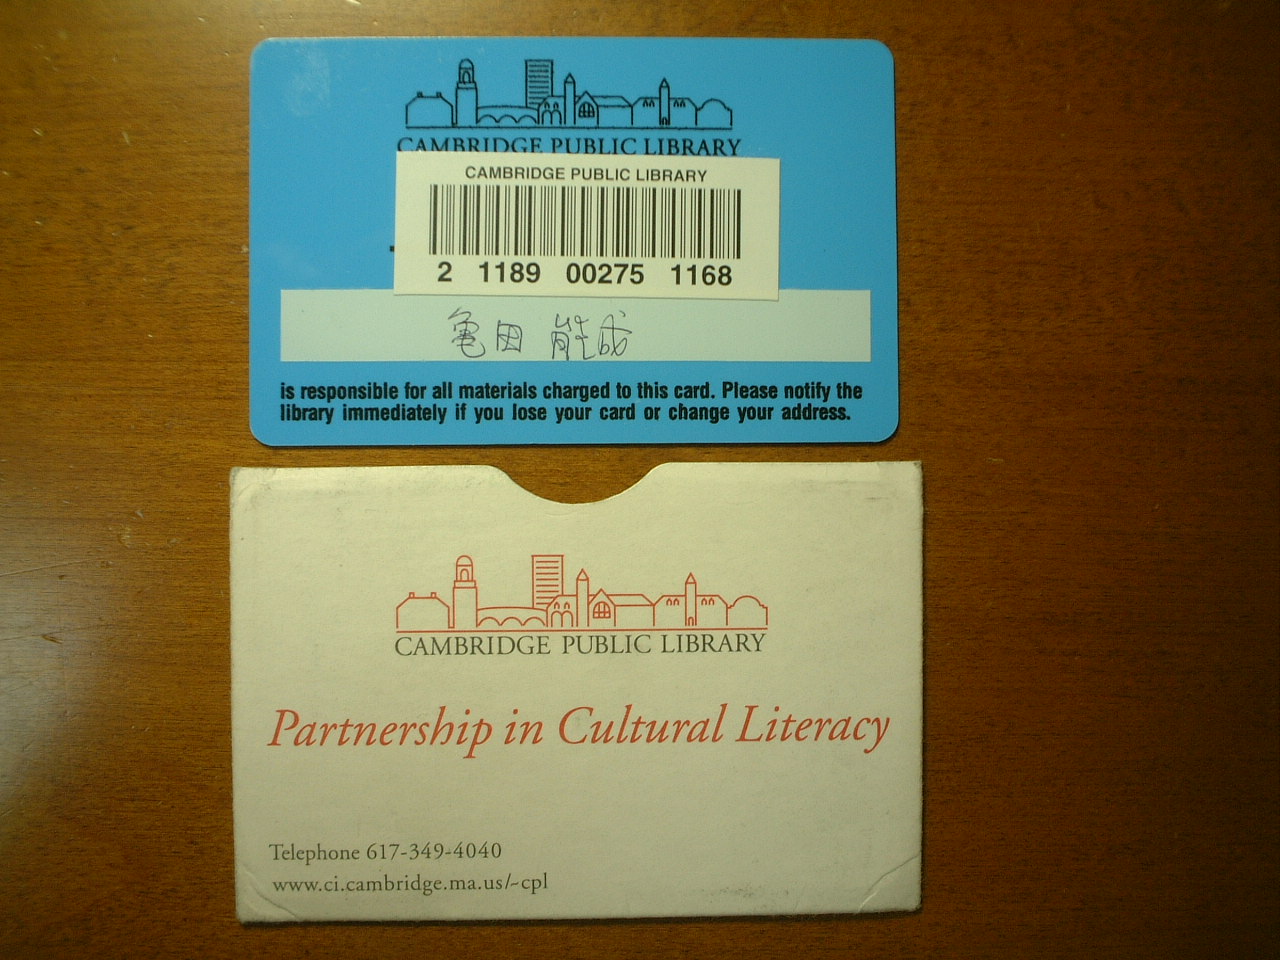 CAMBRIDGE PUBLIC LIBRARY
CAMBRIDGE PUBLIC LIBRARY
2 1189 00275 1168
亀田 能成
is responsible for all materials charged to this card. Please notify the
library immediately if you lose your card or change your address.
CAMBRIDGE PUBLIC LIBRARY
Partnership in Cultural Literacy
Telephone 617-349-4040
www.ci.cambridge.ma.us/~cpl